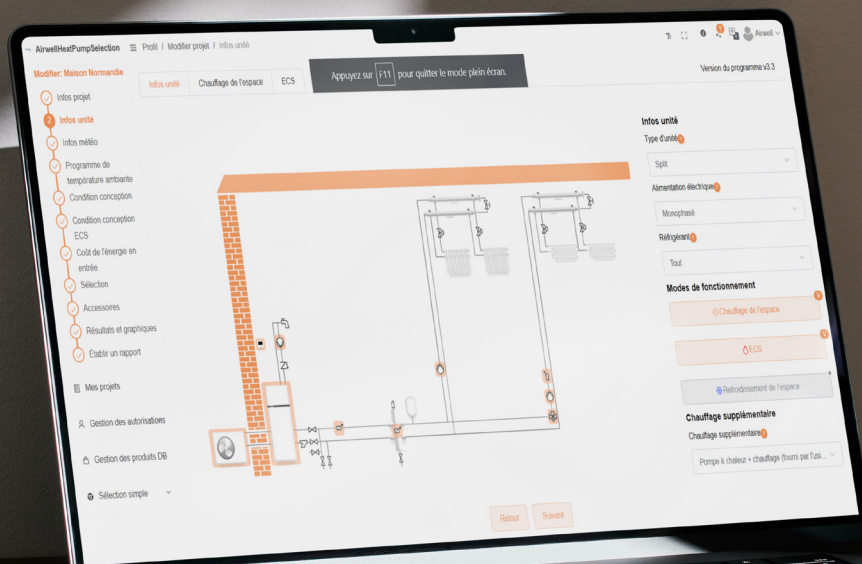 AirwellHeatPumpSelection
Profil / Modifier projet / Infos unité
Airwell
Modifier: Maison Normandie
Infos projet
2 Infos unité
Infos météo
Programme de
température ambiante
Condition conception
Condition conception
ECS
Coût de l'énergie en
entrée
Sélection
Accessoires
Résultats et graphiques
Établir un rapport
Mes projets
Gestion des autorisations
Gestion des produits DB
Sélection simple
Infos unité
Chauffage de l'espace
ECS
Appuyez sur F11 pour quitter le mode plein écran.
Version du programme:v3.3
Infos unité
Type d'unité
Split
Alimentation électrique
Monophasé
Réfrigérant
Tout
Modes de fonctionnement
Chauffage de l'espace
ECS
Refroidissement de l'espace
Chauffage supplémentaire
Chauffage supplémentaire
Pompe à chaleur + chauffage (fourni par l'usi...
Retour
Suivant